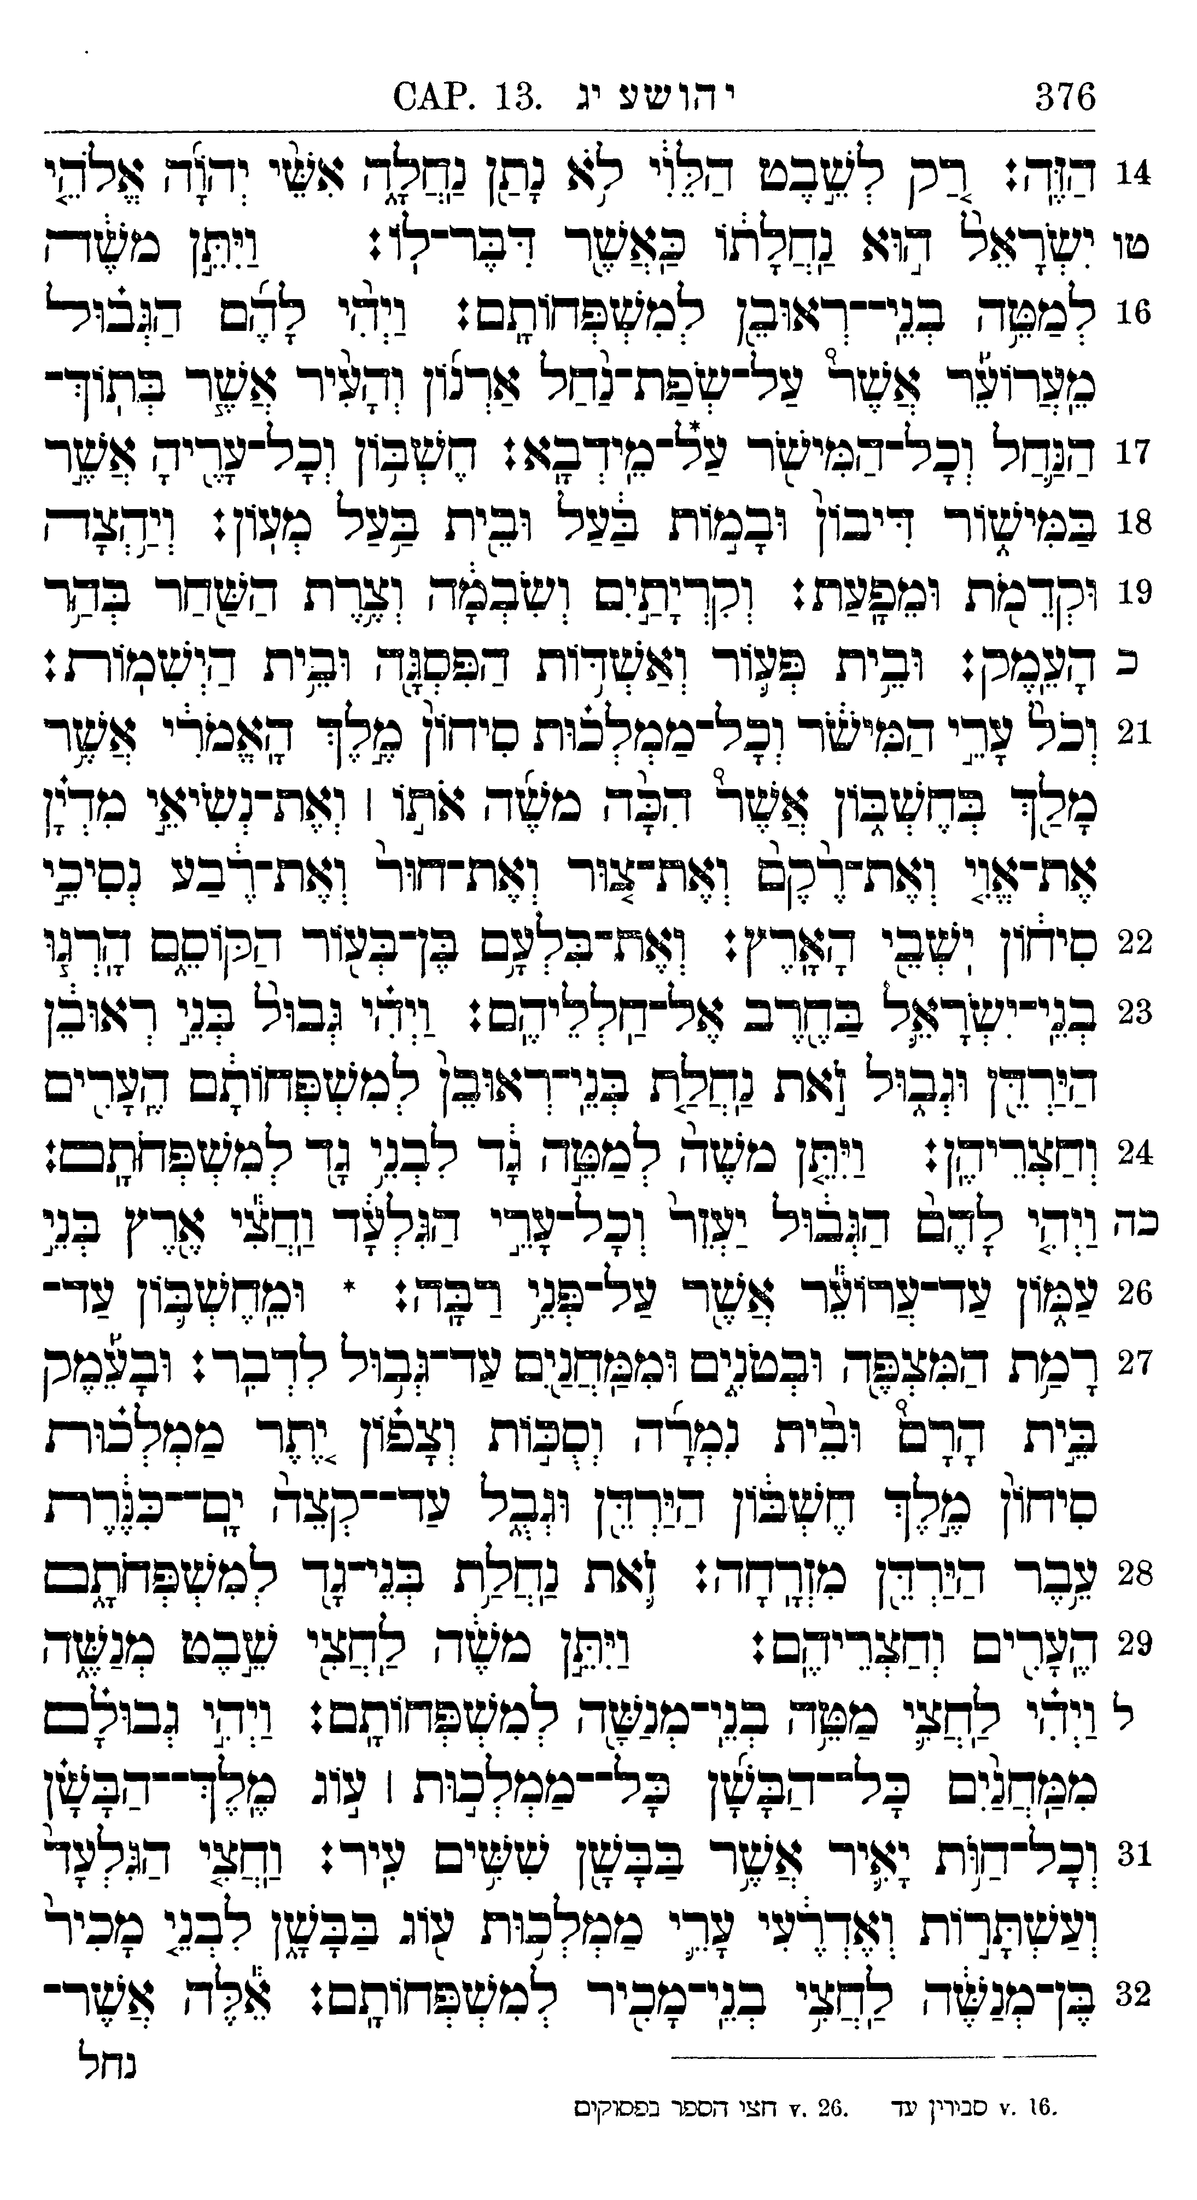 376 יהושע יג CAP. 13.
14 הַזֶּה׃ רַק לְשֵׁבֶט הַלֵּוִי לֹא נָתַן נַחֲלָה אִשֵּׁי יְהוָֹה אֱלֹהֵי
טו יִשְׂרָאֵל הוּא נַחֲלָתוֹ כַּאֲשֶׁר דִּבֶּר־לוֹ׃ וַיִּתֵּן מֹשֶׁה
16 לְמַטֵּה בְנֵי־רְאוּבֵן לְמִשְׁפְּחוֹתָם׃ וַיְהִי לָהֶם הַגְּבוּל
מֵעֲרוֹעֵר אֲשֶׁר עַל־שְׂפַת־נַחַל אַרְנוֹן וְהָעִיר אֲשֶׁר בְּתוֹךְ־
17 הַנַּחַל וְכָל־הַמִּישֹׁר עַל*־מֵידְבָא׃ חֶשְׁבּוֹן וְכָל־עָרֶיהָ אֲשֶׁר
18 בַּמִּישׁוֹר דִּיבוֹן וּבָמוֹת בַּעַל וּבֵית בַּעַל מְעוֹן׃ וְיַהְצָה
19 וּקְדֵמֹת וּמֵפָעַת׃ וְקִרְיָתַיִם וְשִׂבְמָה וְצֶרֶת הַשַּׁחַר בְּהַר
כ הָעֵמֶק׃ וּבֵית פְּעוֹר וְאַשְׁדּוֹת הַפִּסְגָּה וּבֵית הַיְשִׁמוֹת׃
21 וְכֹל עָרֵי הַמִּישֹׁר וְכָל־מַמְלְכוּת סִיחוֹן מֶלֶךְ הָאֱמֹרִי אֲשֶׁר
מָלַךְ בְּחֶשְׁבּוֹן אֲשֶׁר הִכָּה מֹשֶׁה אֹתוֹ ׀ וְאֶת־נְשִׂיאֵי מִדְיָן
אֶת־אֱוִי וְאֶת־רֶקֶם וְאֶת־צוּר וְאֶת־חוּר וְאֶת־רֶבַע נְסִיכֵי
22 סִיחוֹן יֹשְׁבֵי הָאָרֶץ׃ וְאֶת־בִּלְעָם בֶּן־בְּעוֹר הַקּוֹסֵם הָרְגוּ
23 בְנֵי־יִשְׂרָאֵל בַּחֶרֶב אֶל־חַלְלֵיהֶם׃ וַיְהִי גְּבוּל בְּנֵי רְאוּבֵן
הַיַּרְדֵּן וּגְבוּל זֹאת נַחֲלַת בְּנֵי־רְאוּבֵן לְמִשְׁפְּחוֹתָם הֶעָרִים
24 וְחַצְרֵיהֶן׃ וַיִּתֵּן מֹשֶׁה לְמַטֵּה גָד לִבְנֵי גָד לְמִשְׁפְּחֹתָם׃
כה וַיְהִי לָהֶם הַגְּבוּל יַעְזֵר וְכָל־עָרֵי הַגִּלְעָד וַחֲצִי אֶרֶץ בְּנֵי
26 עַמּוֹן עַד־עֲרוֹעֵר אֲשֶׁר עַל־פְּנֵי רַבָּה׃ * וּמֵחֶשְׁבּוֹן עַד־
27 רָמַת הַמִּצְפֶּה וּבְטֹנִים וּמִמַּחֲנַיִם עַד־גְּבוּל לִדְבִר׃ וּבָעֵמֶק
בֵּית הָרָם וּבֵית נִמְרָה וְסֻכּוֹת וְצָפוֹן יֶתֶר מַמְלְכוּת
סִיחוֹן מֶלֶךְ חֶשְׁבּוֹן הַיַּרְדֵּן וּגְבֻל עַד־קְצֵה יָם־כִּנֶּרֶת
28 עֵבֶר הַיַּרְדֵּן מִזְרָחָה׃ זֹאת נַחֲלַת בְּנֵי־גָד לְמִשְׁפְּחֹתָם
29 הֶעָרִים וְחַצְרֵיהֶם׃ וַיִּתֵּן מֹשֶׁה לַחֲצִי שֵׁבֶט מְנַשֶּׁה
ל וַיְהִי לַחֲצִי מַטֵּה בְנֵי־מְנַשֶּׁה לְמִשְׁפְּחוֹתָם׃ וַיְהִי גְבוּלָם
מִמַּחֲנַיִם כָּל־הַבָּשָׁן כָּל־מַמְלְכוּת ׀ עוֹג מֶלֶךְ־הַבָּשָׁן
31 וְכָל־חַוֹּת יָאִיר אֲשֶׁר בַּבָּשָׁן שִׁשִּׁים עִיר׃ וַחֲצִי הַגִּלְעָד
וְעַשְׁתָּרוֹת וְאֶדְרֶעִי עָרֵי מַמְלְכוּת עוֹג בַּבָּשָׁן לִבְנֵי מָכִיר
32 בֶּן־מְנַשֶּׁה לַחֲצִי בְנֵי־מָכִיר לְמִשְׁפְּחוֹתָם׃ אֵלֶּה אֲשֶׁר־
נחל
v. 16. סבירין עד v. 26. חצי הספר בפסוקים